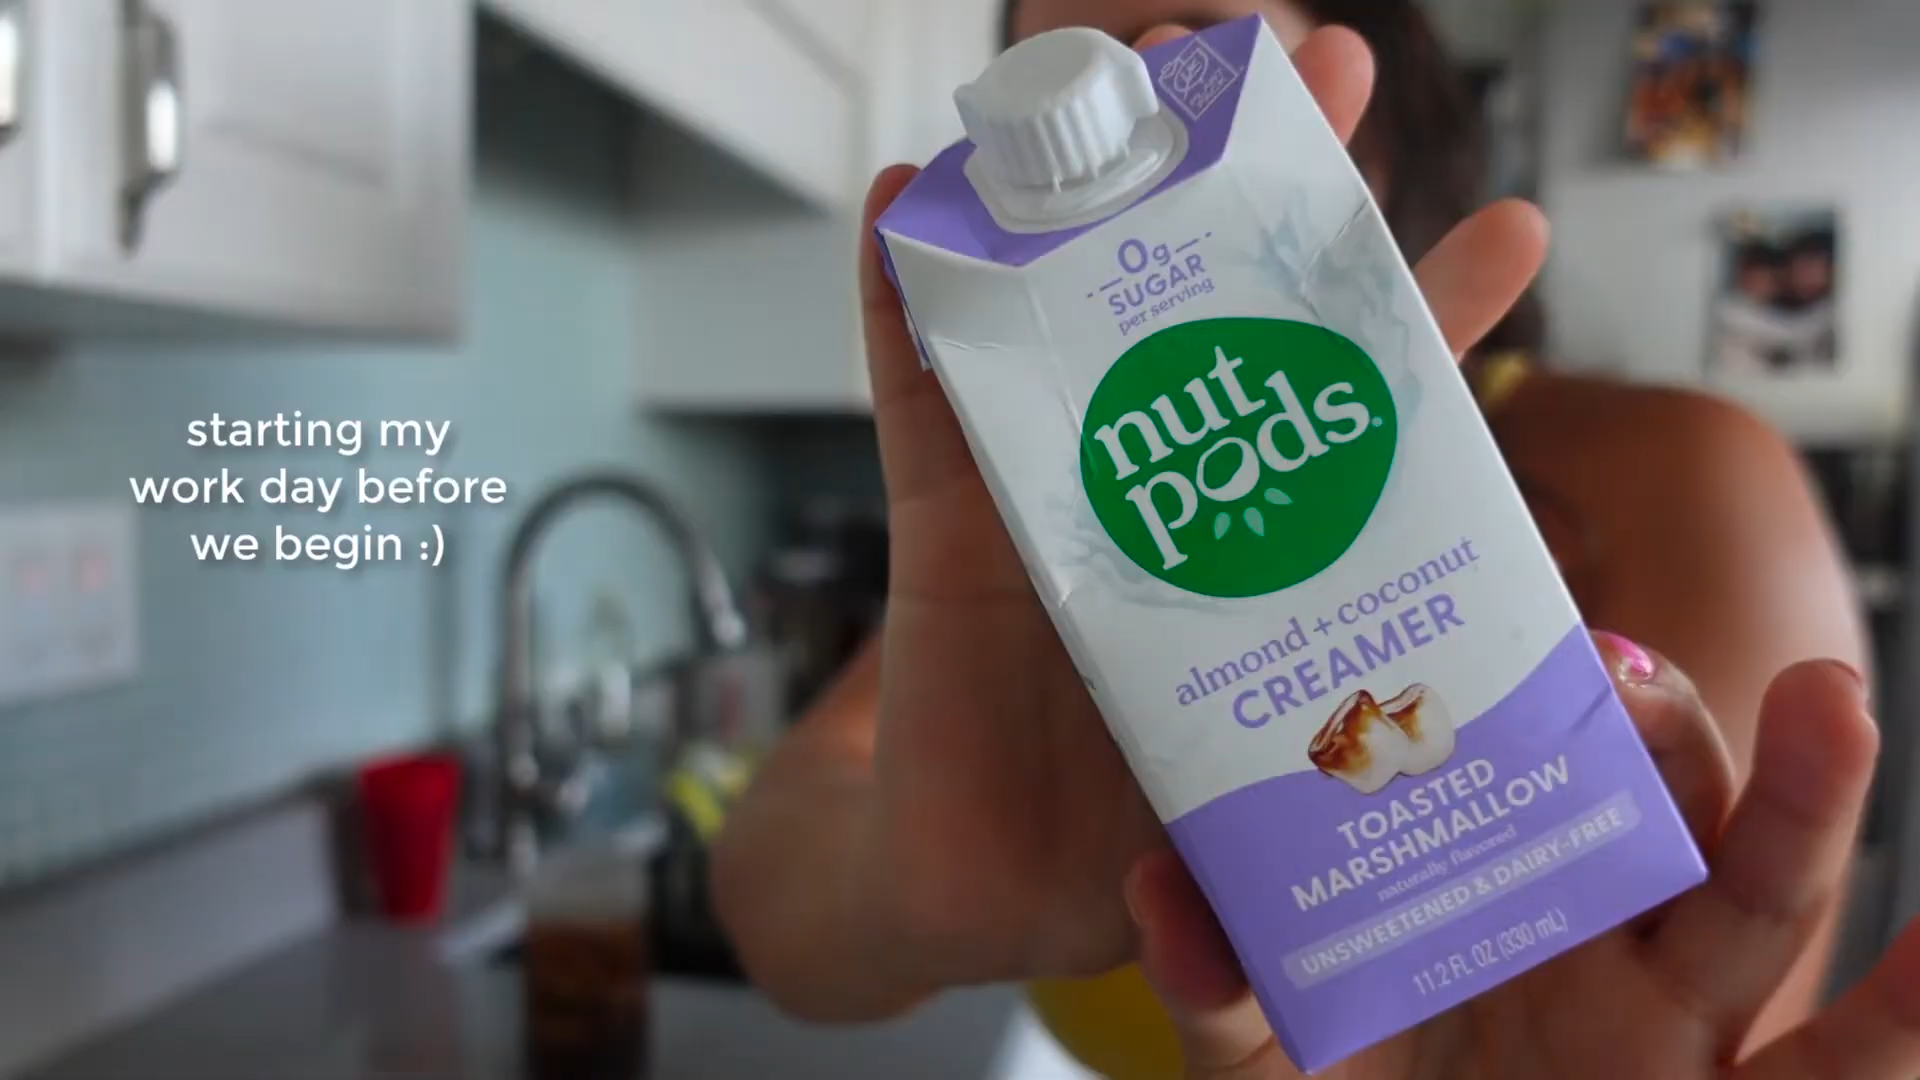 starting my
work day before
we begin :)
0g
SUGAR
per serving
nut
pods.
almond + coconut
CREAMER
TOASTED
MARSHMALLOW
naturally flavored
UNSWEETENED & DAIRY-FREE
11.2 FL OZ (330 mL)